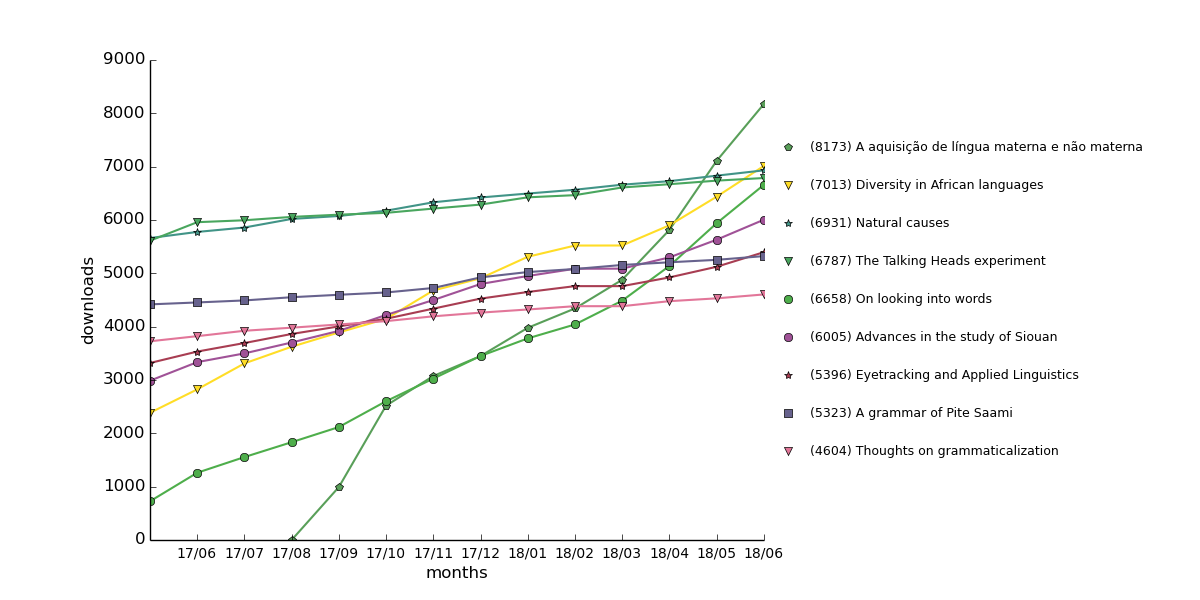 9000
8000
7000
6000
5000
4000
3000
2000
1000
0
downloads
17/06 17/07 17/08 17/09 17/10 17/11 17/12 18/01 18/02 18/03 18/04 18/05 18/06
months
(8173) A aquisição de língua materna e não materna
(7013) Diversity in African languages
(6931) Natural causes
(6787) The Talking Heads experiment
(6658) On looking into words
(6005) Advances in the study of Siouan
(5396) Eyetracking and Applied Linguistics
(5323) A grammar of Pite Saami
(4604) Thoughts on grammaticalization